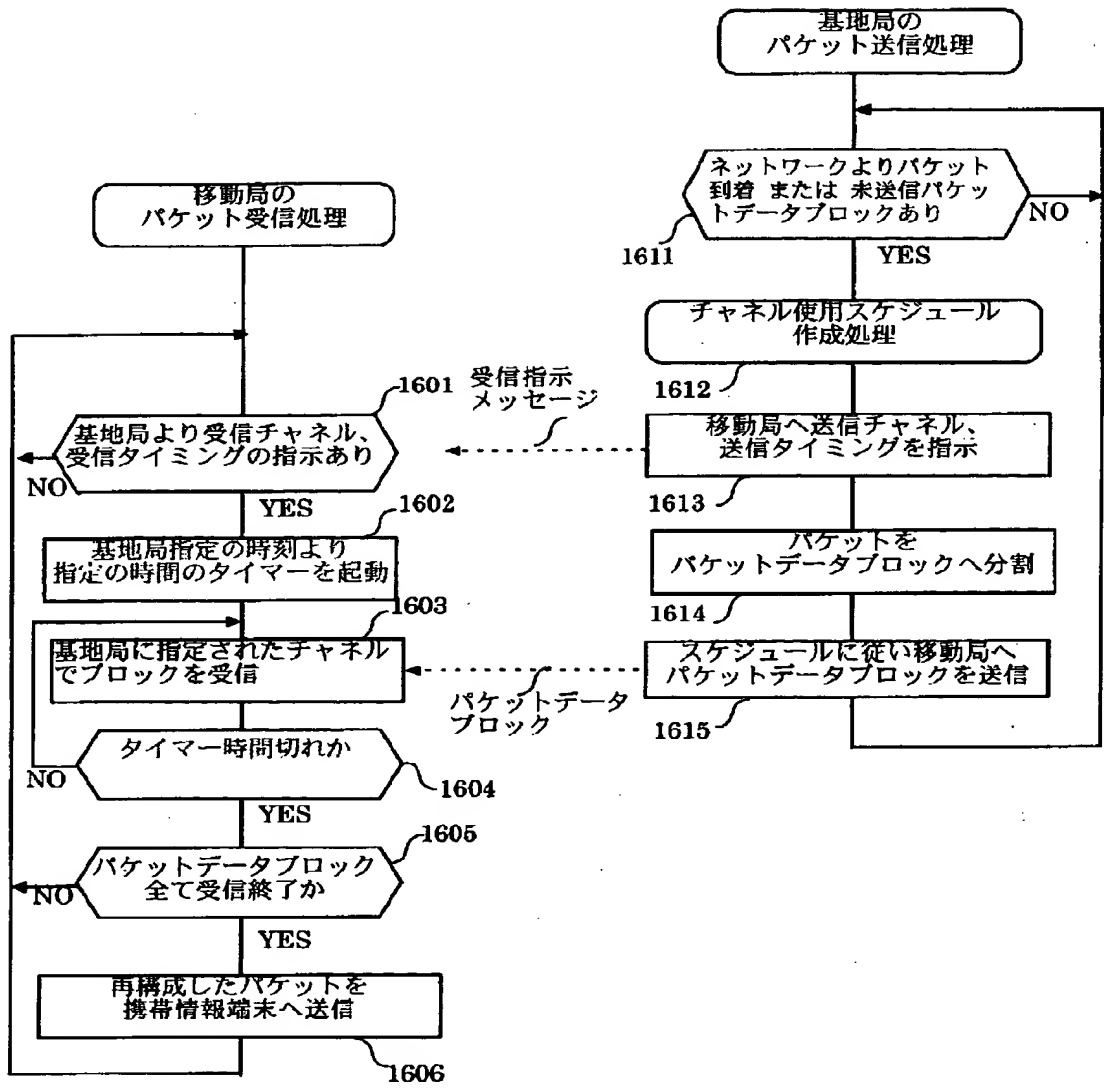 基地局の
パケット送信処理
ネットワークよりパケット
到着 または 未送信パケッ
トデータブロックあり
NO
1611
YES
チャネル使用スケジュール
作成処理
1612
移動局へ送信チャネル、
送信タイミングを指示
1613
パケットを
パケットデータブロックへ分割
1614
スケジュールに従い移動局へ
パケットデータブロックを送信
1615
受信指示
メッセージ
パケットデータ
ブロック
移動局の
パケット受信処理
1601
基地局より受信チャネル、
受信タイミングの指示あり
NO
YES
1602
基地局指定の時刻より
指定の時間のタイマーを起動
1603
基地局に指定されたチャネル
でブロックを受信
タイマー時間切れか
NO
1604
YES
1605
パケットデータブロック
全て受信終了か
NO
YES
再構成したパケットを
携帯情報端末へ送信
1606